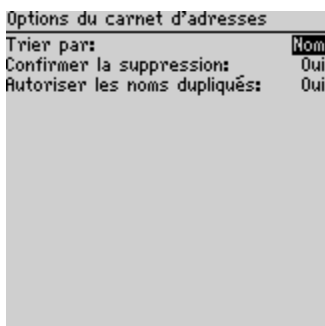 Options du carnet d'adresses
Trier par: Nom
Confirmer la suppression: Oui
Autoriser les noms dupliqués: Oui